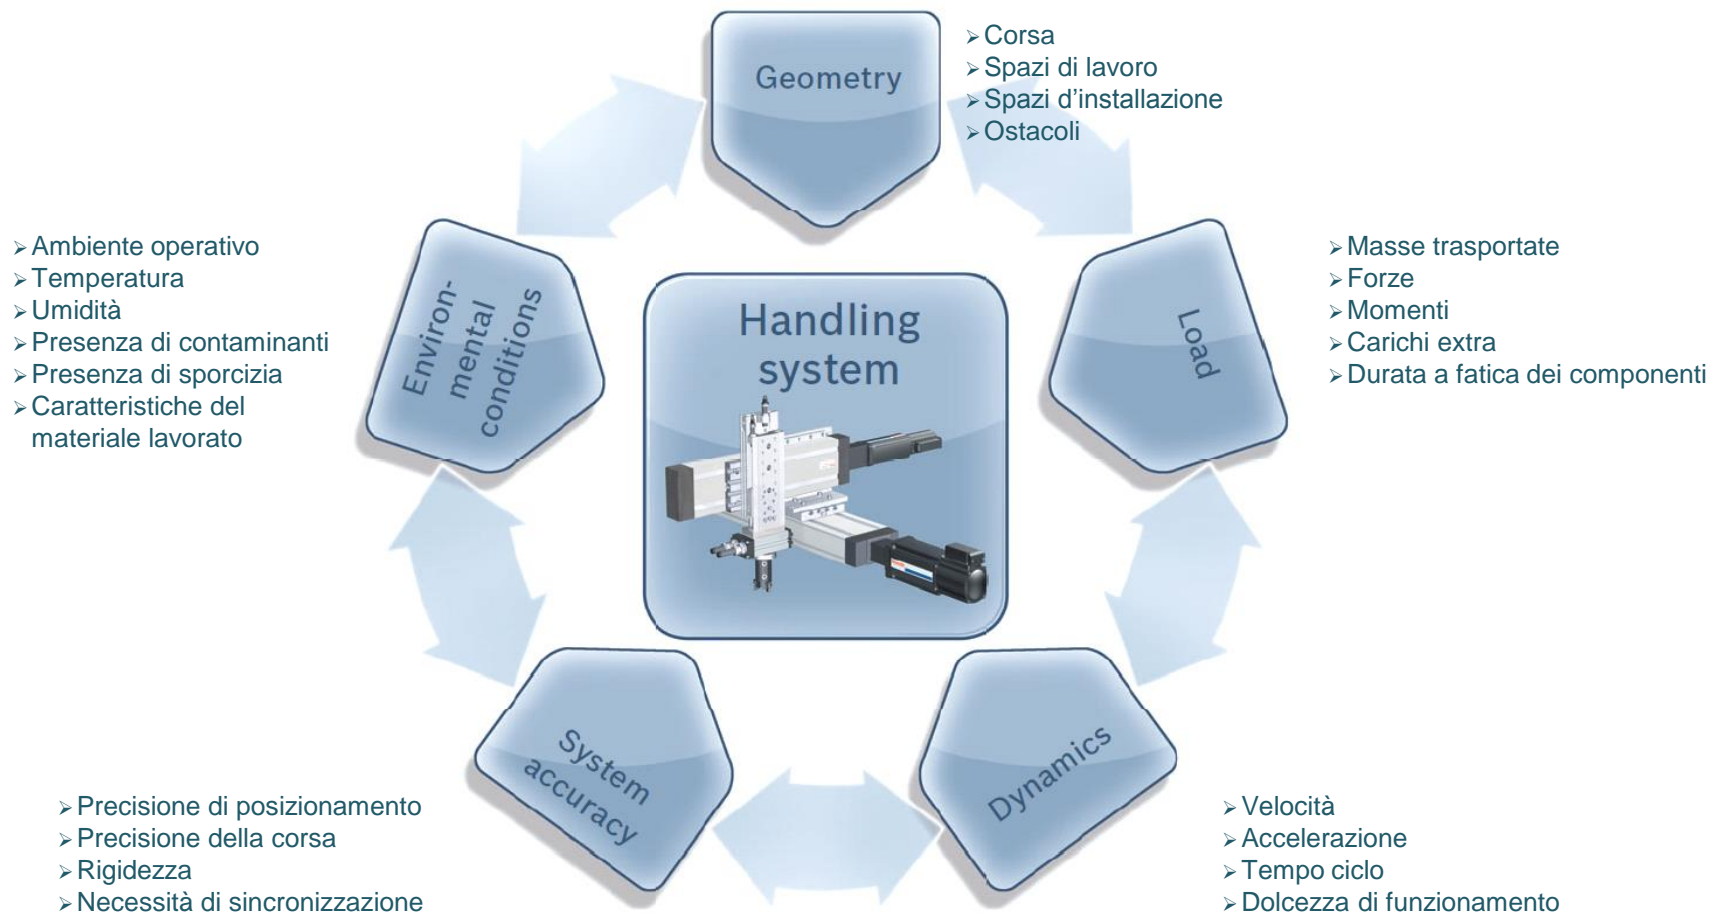 Geometry
➢Corsa
➢Spazi di lavoro
➢Spazi d’installazione
➢Ostacoli
➢Ambiente operativo
➢Temperatura
➢Umidità
➢Presenza di contaminanti
➢Presenza di sporcizia
➢Caratteristiche del
materiale lavorato
Environ-
mental
conditions
Handling
system
Load
➢Masse trasportate
➢Forze
➢Momenti
➢Carichi extra
➢Durata a fatica dei componenti
System
accuracy
Dynamics
➢Precisione di posizionamento
➢Precisione della corsa
➢Rigidezza
➢Necessità di sincronizzazione
➢Velocità
➢Accelerazione
➢Tempo ciclo
➢Dolcezza di funzionamento